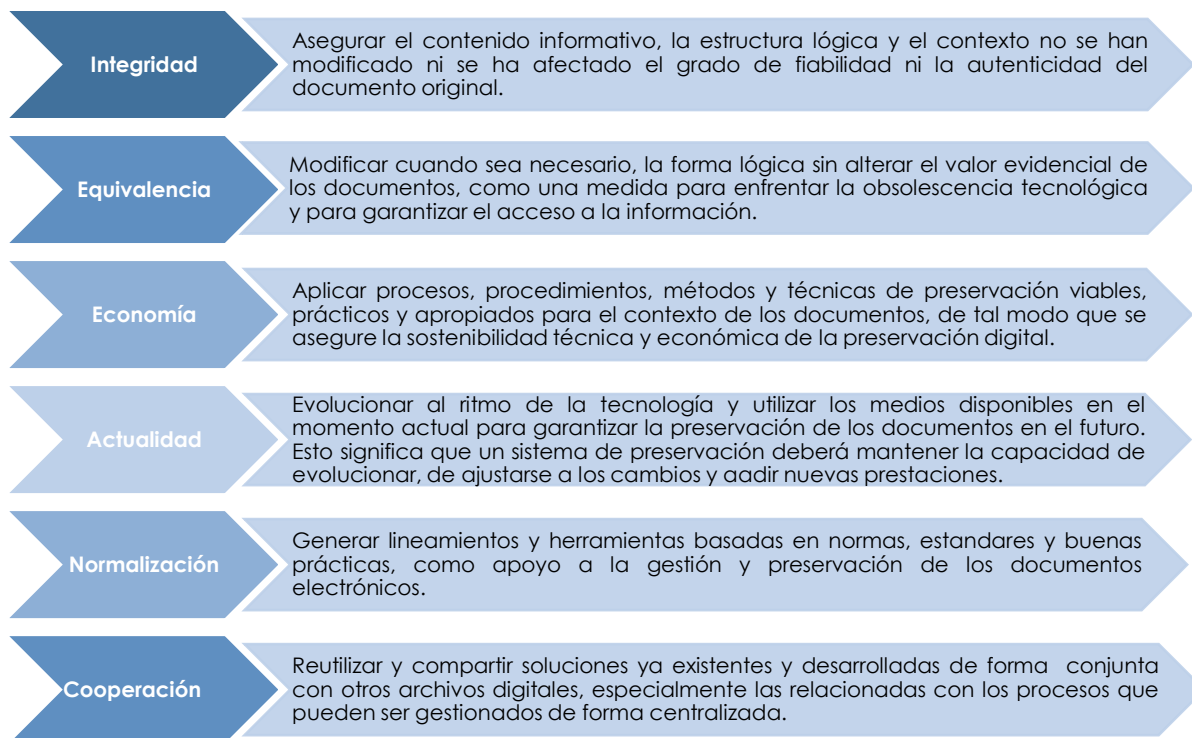 Integridad
Asegurar el contenido informativo, la estructura lógica y el contexto no se han
modificado ni se ha afectado el grado de fiabilidad ni la autenticidad del
documento original.
Equivalencia
Modificar cuando sea necesario, la forma lógica sin alterar el valor evidencial de
los documentos, como una medida para enfrentar la obsolescencia tecnológica
y para garantizar el acceso a la información.
Economía
Aplicar procesos, procedimientos, métodos y técnicas de preservación viables,
prácticos y apropiados para el contexto de los documentos, de tal modo que se
asegure la sostenibilidad técnica y económica de la preservación digital.
Actualidad
Evolucionar al ritmo de la tecnología y utilizar los medios disponibles en el
momento actual para garantizar la preservación de los documentos en el futuro.
Esto significa que un sistema de preservación deberá mantener la capacidad de
evolucionar, de ajustarse a los cambios y aadir nuevas prestaciones.
Normalización
Generar lineamientos y herramientas basadas en normas, estandares y buenas
prácticas, como apoyo a la gestión y preservación de los documentos
electrónicos.
Cooperación
Reutilizar y compartir soluciones ya existentes y desarrolladas de forma conjunta
con otros archivos digitales, especialmente las relacionadas con los procesos que
pueden ser gestionados de forma centralizada.